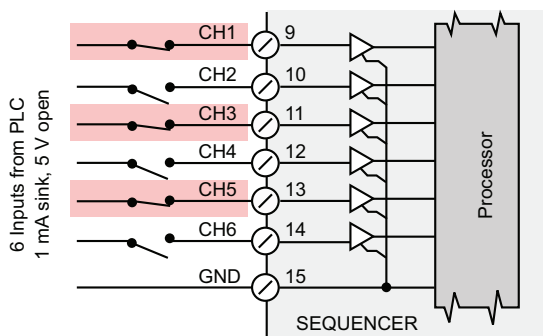 6 Inputs from PLC
1 mA sink, 5 V open
CH1 9
CH2 10
CH3 11
CH4 12
CH5 13
CH6 14
GND 15
Processor
SEQUENCER